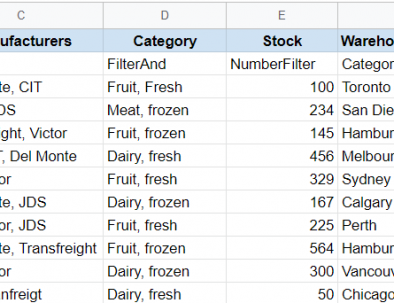 C D E
ufacturers Category Stock Wareho
FilterAnd NumberFilter Categor
te, CIT Fruit, Fresh 100 Toronto
DS Meat, frozen 234 San Die
ight, Victor Fruit, frozen 145 Hambur
T, Del Monte Dairy, fresh 456 Melbou
or Fruit, fresh 329 Sydney
te, JDS Dairy, frozen 167 Calgary
or, JDS Fruit, fresh 225 Perth
te, Transfreight Fruit, frozen 564 Hambur
or Dairy, frozen 300 Vancouv
nsfreigt Dairy, fresh 50 Chicago